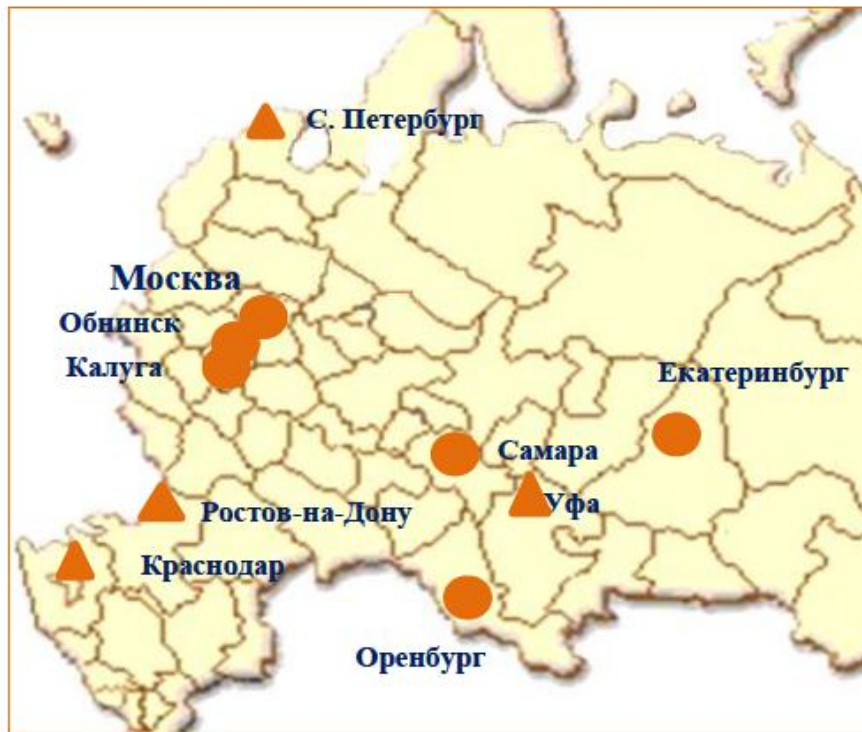 С. Петербург
Москва
Обнинск
Калуга
Екатеринбург
Самара
Уфа
Ростов-на-Дону
Краснодар
Оренбург